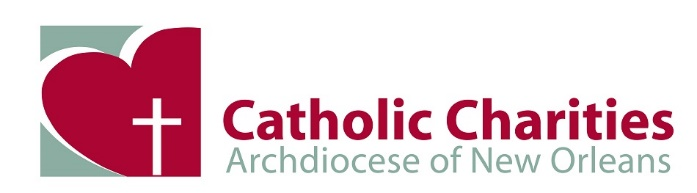 Catholic Charities
Archdiocese of New Orleans